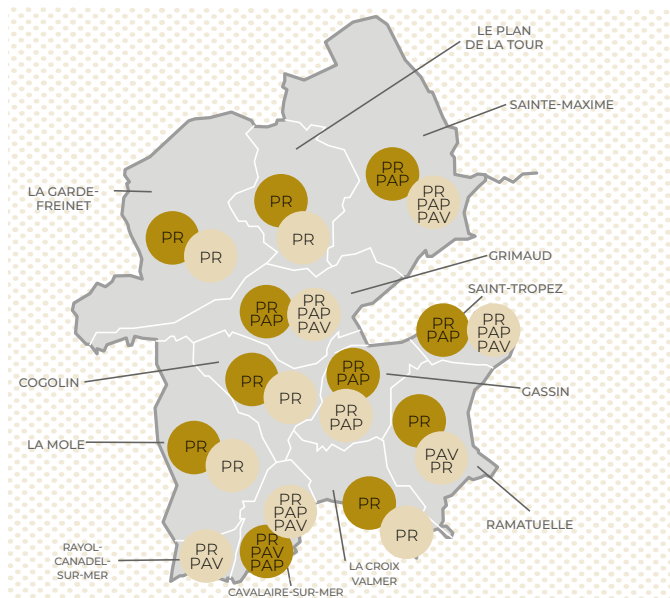 LE PLAN
DE LA TOUR
SAINTE-MAXIME
PR
PAP
PR
PAP
PAV
LA GARDE-
FREINET
PR
PR
PR
PR
GRIMAUD
PR
PAP
PR
PAP
PAV
SAINT-TROPEZ
PR
PAP
PR
PAP
PAV
COGOLIN
PR
PR
PR
PAP
PR
PAP
GASSIN
LA MOLE
PR
PR
PR
PAV
PR
RAMATUELLE
RAYOL-
CANADEL-
SUR-MER
PR
PAV
PR
PAP
PAV
PR
PAV
PAP
CAVALAIRE-SUR-MER
PR
PR
LA CROIX
VALMER